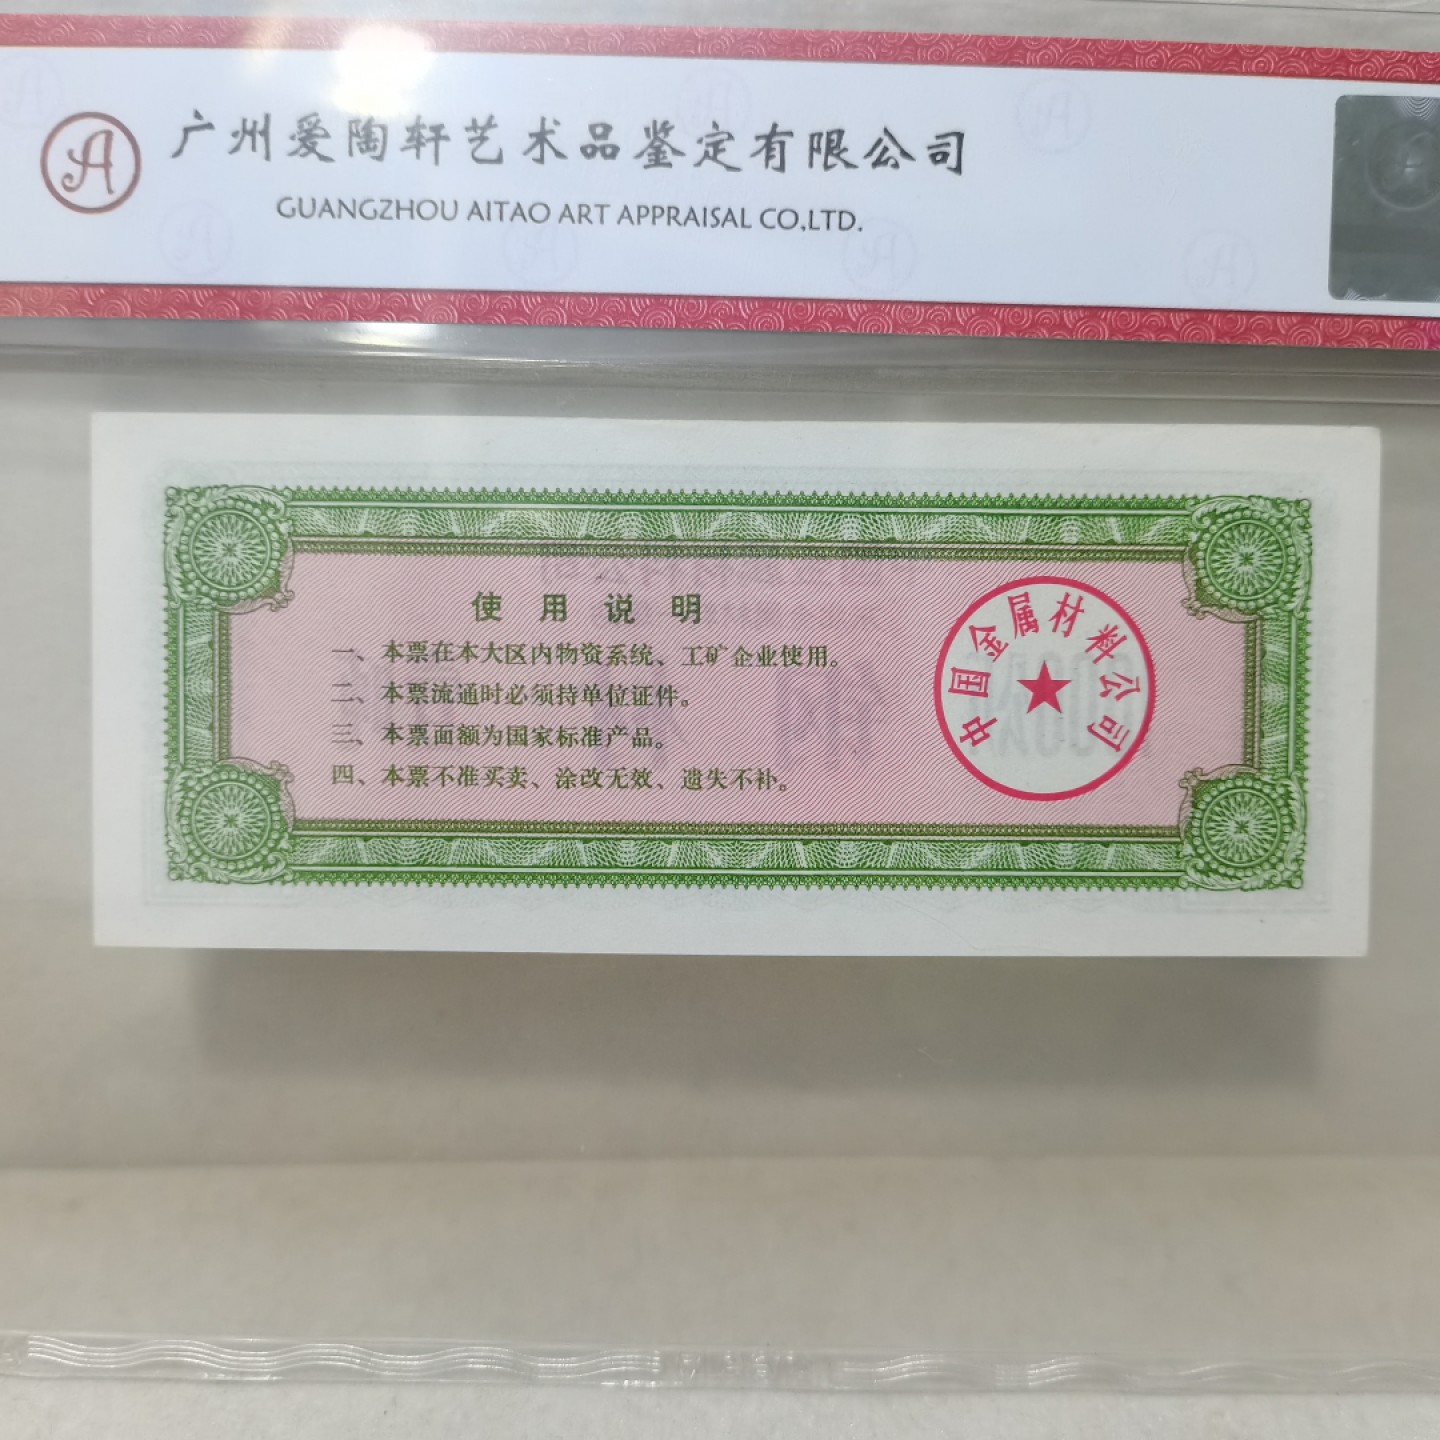 广州爱陶轩艺术品鉴定有限公司
GUANGZHOU AITAO ART APPRAISAL CO.,LTD.
使用说明
一、本票在本大区内物资系统、工矿企业使用。
二、本票流通时必须持单位证件。
三、本票面额为国家标准产品。
四、本票不准买卖、涂改无效、遗失不补。
中国金属材料公司